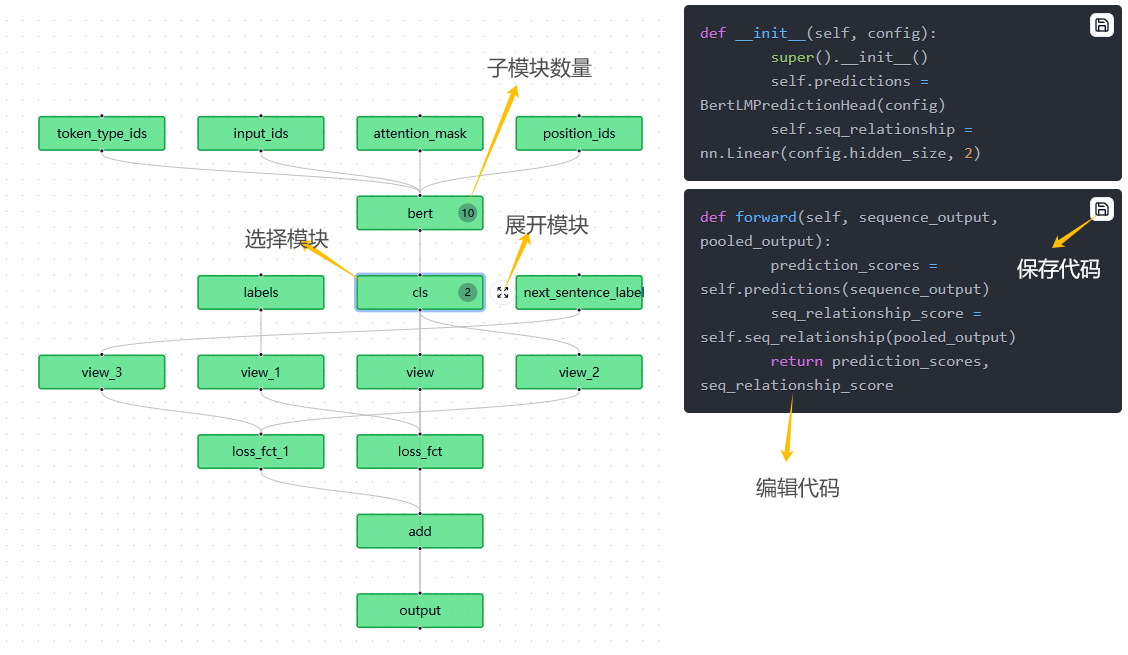 子模块数量
token_type_ids
input_ids
attention_mask
position_ids
bert
10
选择模块
展开模块
labels
cls
2
next_sentence_label
view_3
view_1
view
view_2
loss_fct_1
loss_fct
add
output
def __init__(self, config):
super().__init__()
self.predictions =
BertLMPredictionHead(config)
self.seq_relationship =
nn.Linear(config.hidden_size, 2)
def forward(self, sequence_output,
pooled_output):
prediction_scores =
self.predictions(sequence_output)
seq_relationship_score =
self.seq_relationship(pooled_output)
return prediction_scores,
seq_relationship_score
保存代码
编辑代码